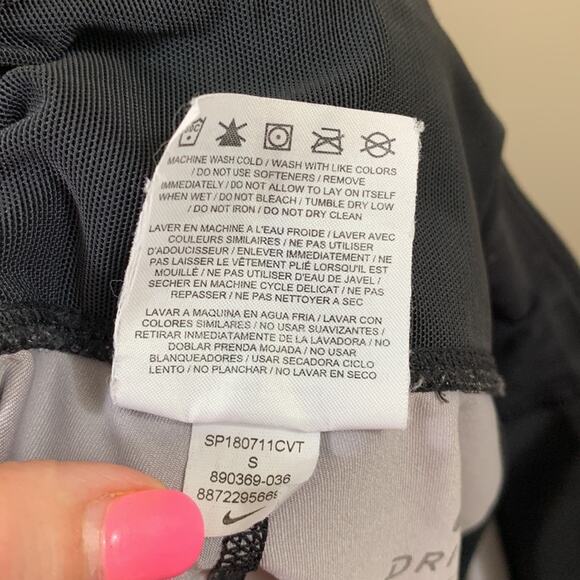 MACHINE WASH COLD / WASH WITH LIKE COLORS
/ DO NOT USE SOFTENERS / REMOVE
IMMEDIATELY / DO NOT ALLOW TO LAY ON ITSELF
WHEN WET / DO NOT BLEACH / TUMBLE DRY LOW
/ DO NOT IRON / DO NOT DRY CLEAN
LAVER EN MACHINE A L'EAU FROIDE / LAVER AVEC
COULEURS SIMILAIRES / NE PAS UTILISER
D'ADOUCISSEUR / ENLEVER IMMEDIATEMENT / NE
PAS LAISSER LE VÊTEMENT PLIÉ LORSQU'IL EST
MOUILLÉ / NE PAS UTILISER D'EAU DE JAVEL /
SECHER EN MACHINE CYCLE DELICAT / NE PAS
REPASSER / NE PAS NETTOYER A SEC
LAVAR A MAQUINA EN AGUA FRIA / LAVAR CON
COLORES SIMILARES / NO USAR SUAVIZANTES /
RETIRAR INMEDIATAMENTE DE LA LAVADORA / NO
DOBLAR PRENDA MOJADA / NO USAR
BLANQUEADORES / USAR SECADORA CICLO
LENTO / NO PLANCHAR / NO LAVAR EN SECO
SP180711CVT
S
890369-036
8872295669
DRI